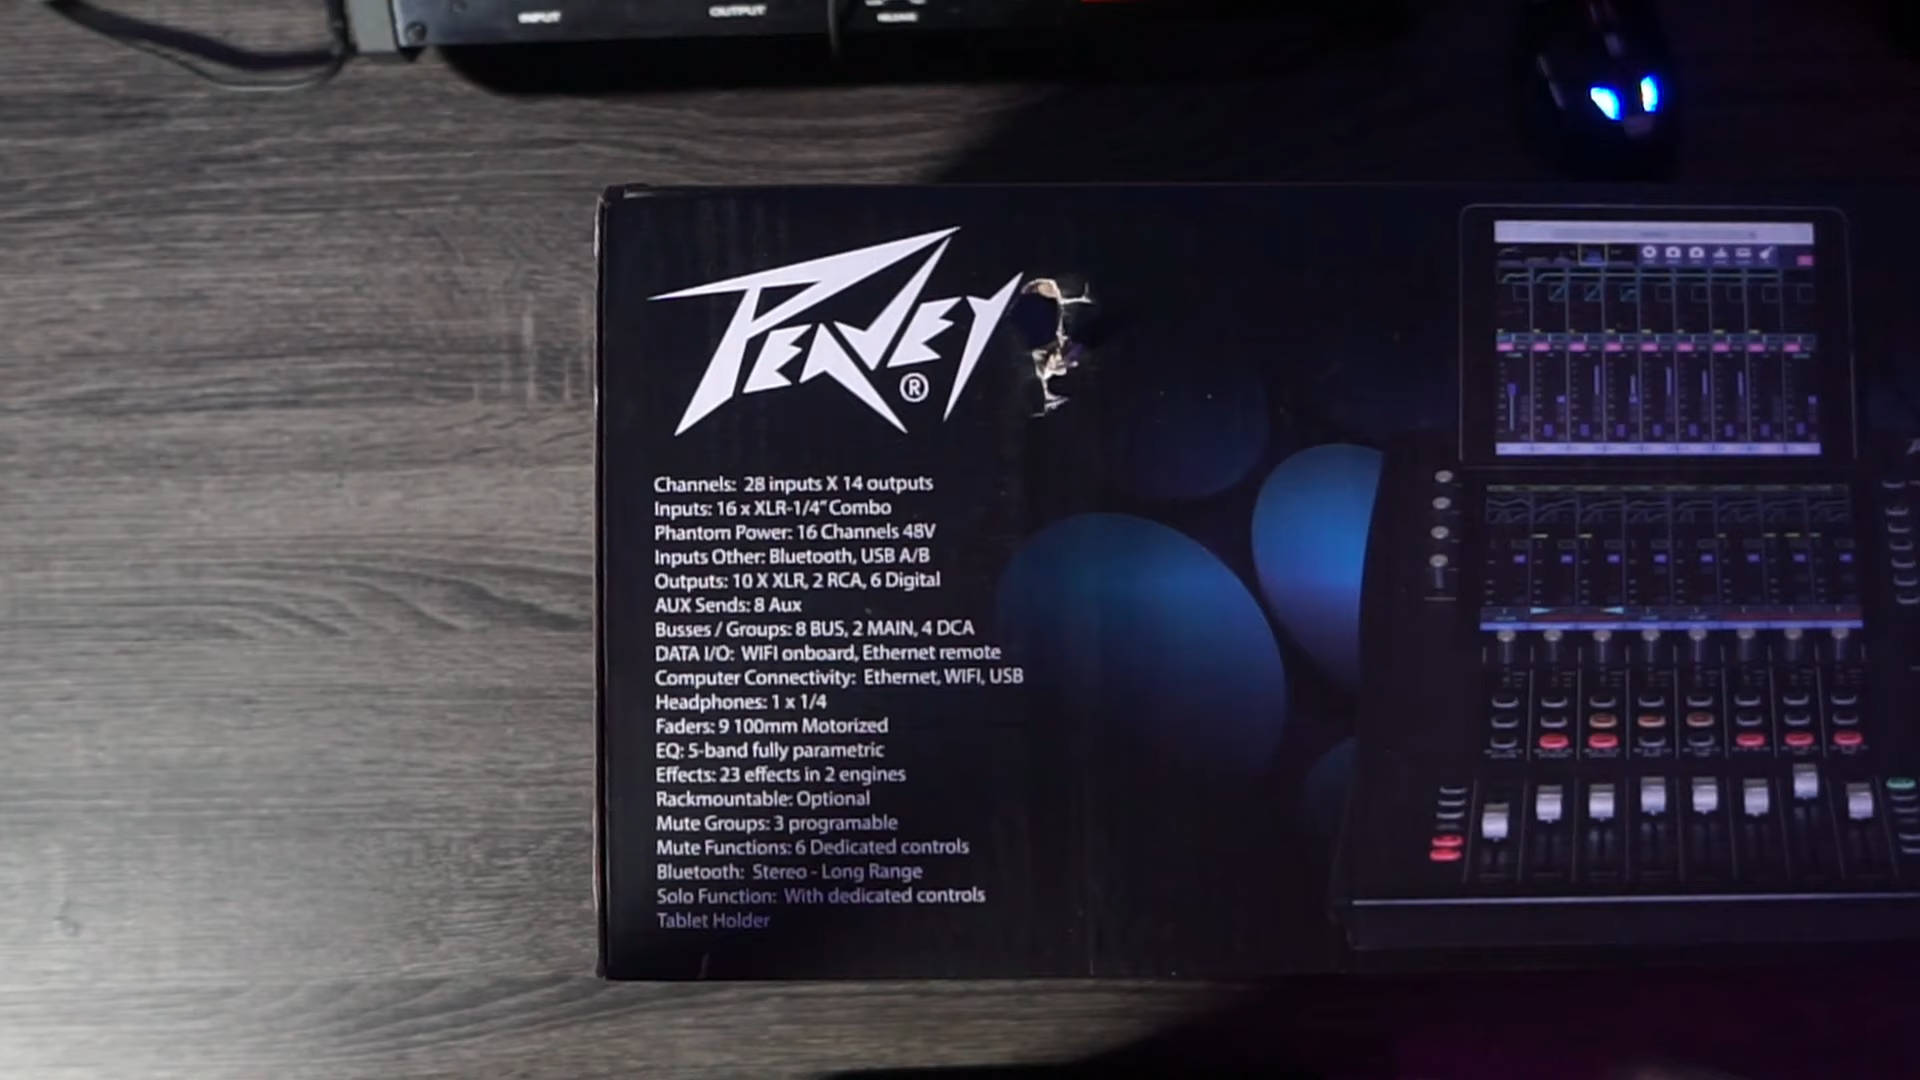 INPUT
OUTPUT
RELEASE
PEAVEY®
Channels: 28 inputs X 14 outputs
Inputs: 16 x XLR-1/4" Combo
Phantom Power: 16 Channels 48V
Inputs Other: Bluetooth, USB A/B
Outputs: 10 X XLR, 2 RCA, 6 Digital
AUX Sends: 8 Aux
Busses / Groups: 8 BUS, 2 MAIN, 4 DCA
DATA I/O: WIFI onboard, Ethernet remote
Computer Connectivity: Ethernet, WIFI, USB
Headphones: 1 x 1/4
Faders: 9 100mm Motorized
EQ: 5-band fully parametric
Effects: 23 effects in 2 engines
Rackmountable: Optional
Mute Groups: 3 programable
Mute Functions: 6 Dedicated controls
Bluetooth: Stereo - Long Range
Solo Function: With dedicated controls
Tablet Holder